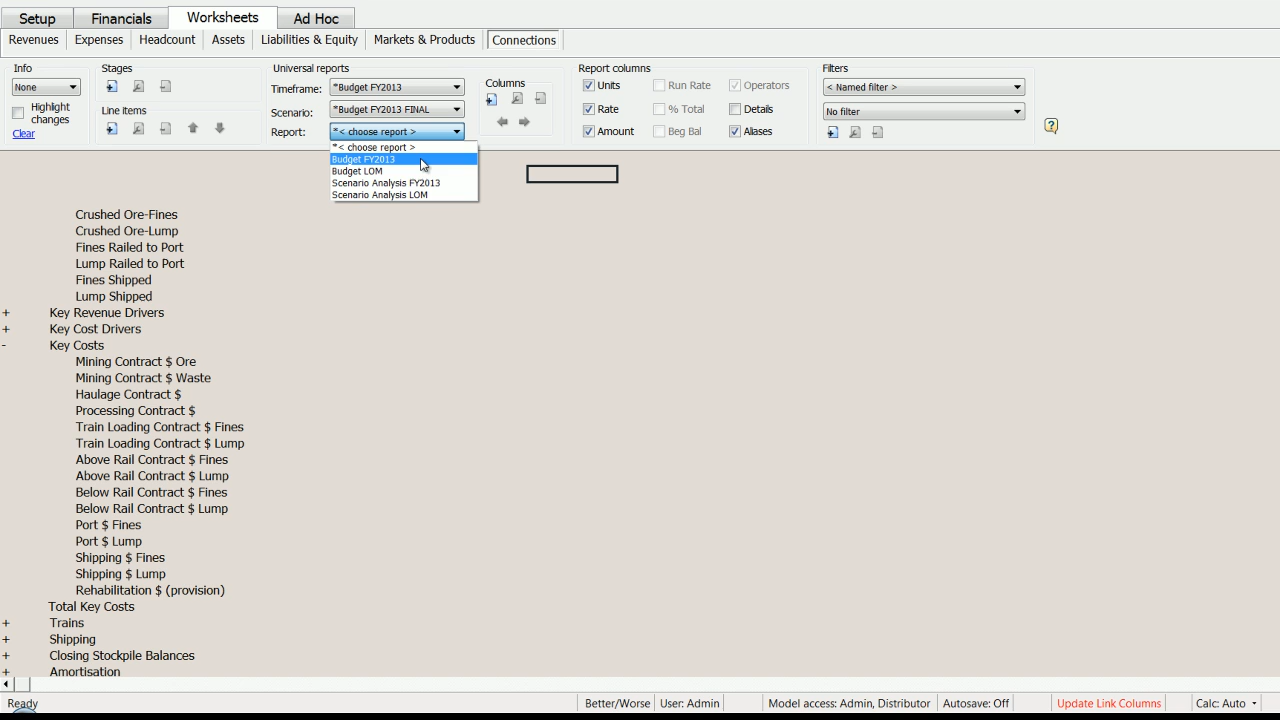 Setup Financials Worksheets Ad Hoc
Revenues Expenses Headcount Assets Liabilities & Equity Markets & Products Connections
Info Stages Universal reports Columns Report columns Filters
None Timeframe: *Budget FY2013 Units Run Rate Operators < Named filter >
Highlight changes Line items Scenario: *Budget FY2013 FINAL Rate % Total Details No filter
Clear Report: *< choose report > Amount Beg Bal Aliases
*< choose report >
Budget FY2013
Budget LOM
Scenario Analysis FY2013
Scenario Analysis LOM
Crushed Ore-Fines
Crushed Ore-Lump
Fines Railed to Port
Lump Railed to Port
Fines Shipped
Lump Shipped
+ Key Revenue Drivers
+ Key Cost Drivers
- Key Costs
Mining Contract $ Ore
Mining Contract $ Waste
Haulage Contract $
Processing Contract $
Train Loading Contract $ Fines
Train Loading Contract $ Lump
Above Rail Contract $ Fines
Above Rail Contract $ Lump
Below Rail Contract $ Fines
Below Rail Contract $ Lump
Port $ Fines
Port $ Lump
Shipping $ Fines
Shipping $ Lump
Rehabilitation $ (provision)
Total Key Costs
+ Trains
+ Shipping
+ Closing Stockpile Balances
+ Amortisation
Ready Better/Worse User: Admin Model access: Admin, Distributor Autosave: Off Update Link Columns Calc: Auto